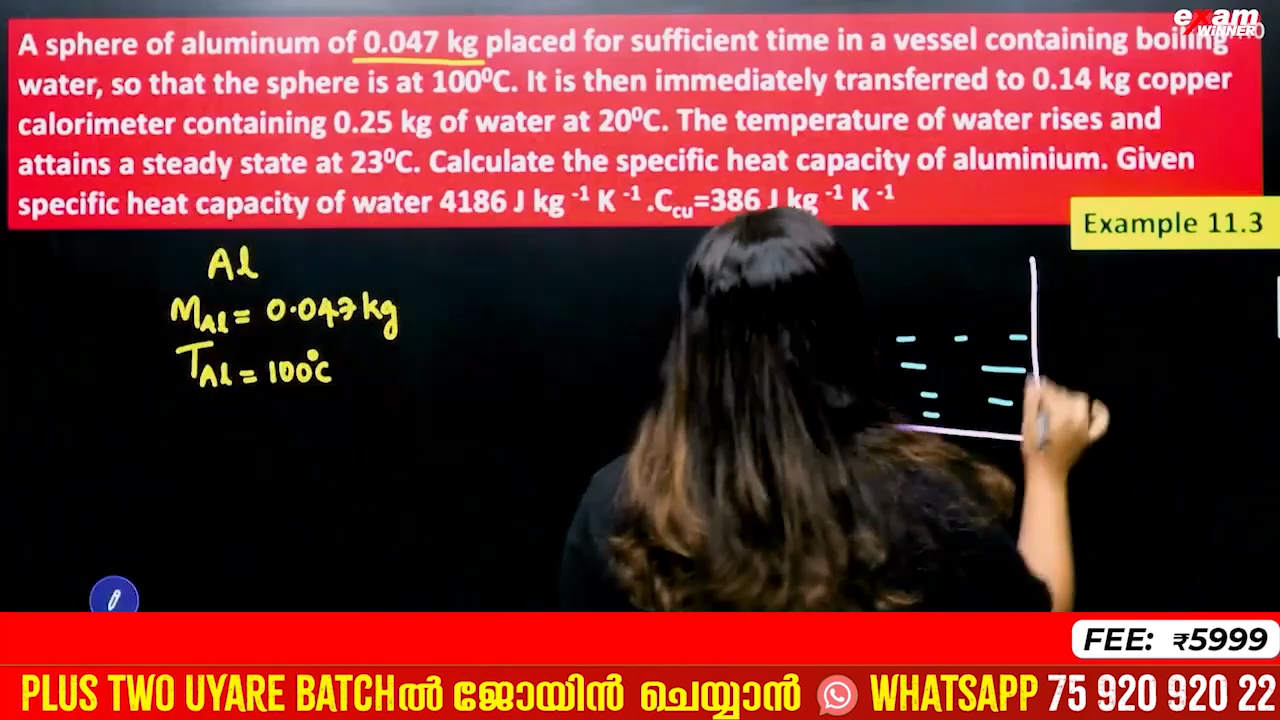 exam
WiNNER
A sphere of aluminum of 0.047 kg placed for sufficient time in a vessel containing boiling
water, so that the sphere is at 100⁰C. It is then immediately transferred to 0.14 kg copper
calorimeter containing 0.25 kg of water at 20⁰C. The temperature of water rises and
attains a steady state at 23⁰C. Calculate the specific heat capacity of aluminium. Given
specific heat capacity of water 4186 J kg ⁻¹ K ⁻¹ .Ccu=386 J kg ⁻¹ K ⁻¹
Example 11.3
Al
MAl = 0.047 kg
TAl = 100°C
FEE: ₹5999
PLUS TWO UYARE BATCHൽ ജോയിൻ ചെയ്യാൻ WHATSAPP 75 920 920 22